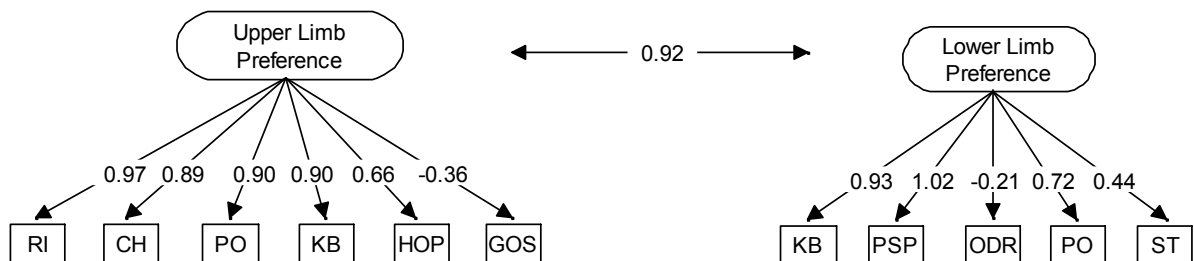 Upper Limb
Preference
0.92
Lower Limb
Preference
0.97 0.89 0.90 0.90 0.66 -0.36
0.93 1.02 -0.21 0.72 0.44
RI CH PO KB HOP GOS
KB PSP ODR PO ST